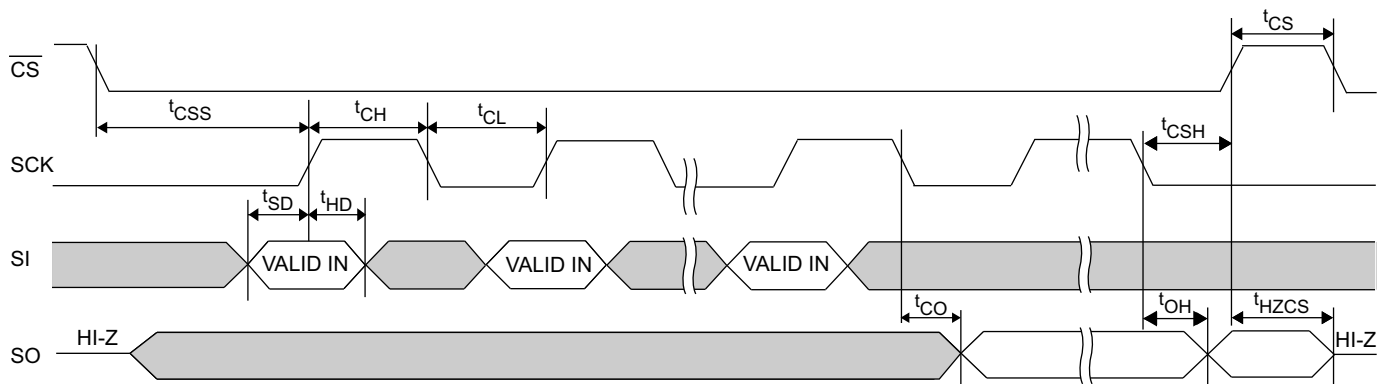 tCS
CS
tCSS
tCH
tCL
tCSH
SCK
tSD
tHD
SI
VALID IN
VALID IN
VALID IN
tCO
tOH
tHZCS
SO
HI-Z
HI-Z